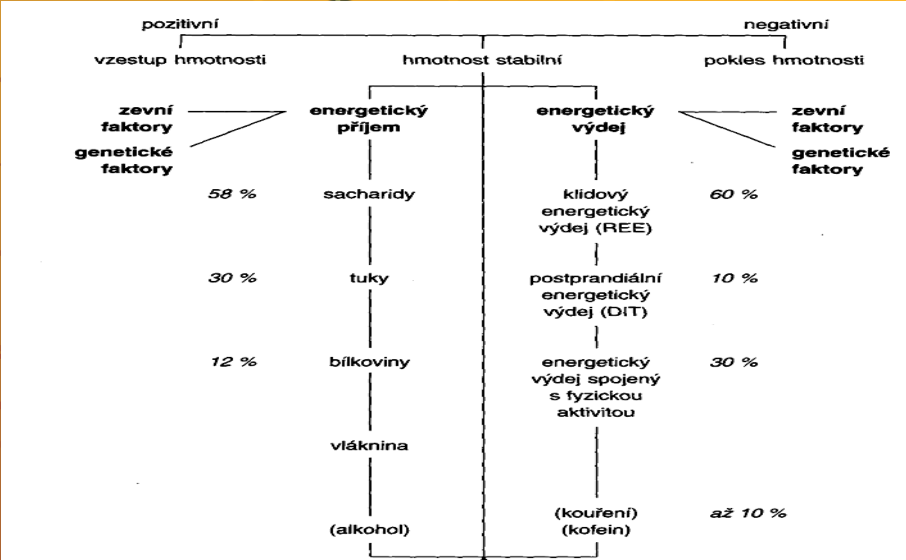 pozitivní negativní
vzestup hmotnosti hmotnost stabilní pokles hmotnosti
zevní faktory energetický příjem energetický výdej zevní faktory
genetické faktory genetické faktory
58 % sacharidy klidový energetický výdej (REE) 60 %
30 % tuky postprandiální energetický výdej (DIT) 10 %
12 % bílkoviny energetický výdej spojený s fyzickou aktivitou 30 %
vláknina
(alkohol) (kouření) (kofein) až 10 %